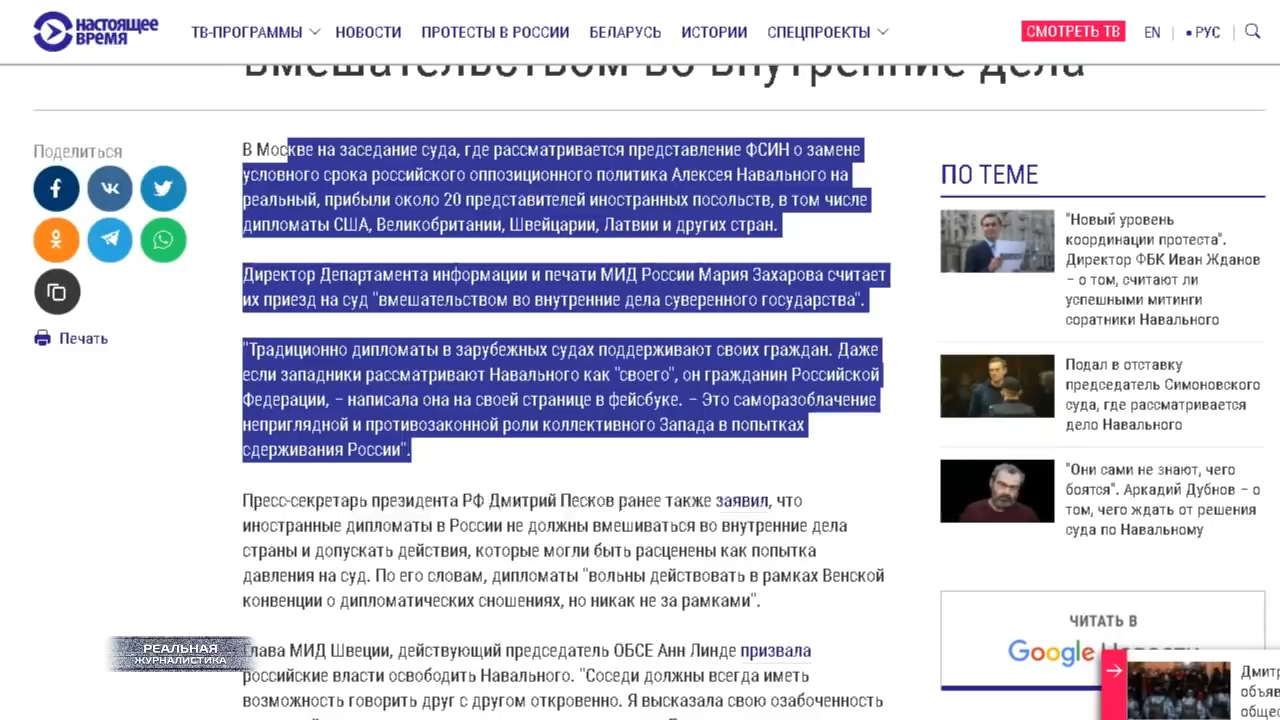 настоящее
время
ТВ-ПРОГРАММЫ НОВОСТИ ПРОТЕСТЫ В РОССИИ БЕЛАРУСЬ ИСТОРИИ СПЕЦПРОЕКТЫ СМОТРЕТЬ ТВ EN РУС
вмешательством во внутренние дела
Поделиться
Печать
В Москве на заседание суда, где рассматривается представление ФСИН о замене
условного срока российского оппозиционного политика Алексея Навального на
реальный, прибыли около 20 представителей иностранных посольств, в том числе
дипломаты США, Великобритании, Швейцарии, Латвии и других стран.
Директор Департамента информации и печати МИД России Мария Захарова считает
их приезд на суд "вмешательством во внутренние дела суверенного государства".
"Традиционно дипломаты в зарубежных судах поддерживают своих граждан. Даже
если западники рассматривают Навального как "своего", он гражданин Российской
Федерации, – написала она на своей странице в фейсбуке. – Это саморазоблачение
неприглядной и противозаконной роли коллективного Запада в попытках
сдерживания России".
Пресс-секретарь президента РФ Дмитрий Песков ранее также заявил, что
иностранные дипломаты в России не должны вмешиваться во внутренние дела
страны и допускать действия, которые могли быть расценены как попытка
давления на суд. По его словам, дипломаты "вольны действовать в рамках Венской
конвенции о дипломатических сношениях, но никак не за рамками".
лава МИД Швеции, действующий председатель ОБСЕ Анн Линде призвала
российские власти освободить Навального. "Соседи должны всегда иметь
возможность говорить друг с другом откровенно. Я высказала свою озабоченность
РЕАЛЬНАЯ
ЖУРНАЛИСТИКА
ПО ТЕМЕ
"Новый уровень
координации протеста".
Директор ФБК Иван Жданов
– о том, считают ли
успешными митинги
соратники Навального
Подал в отставку
председатель Симоновского
суда, где рассматривается
дело Навального
"Они сами не знают, чего
боятся". Аркадий Дубнов – о
том, чего ждать от решения
суда по Навальному
ЧИТАТЬ В
Google
Дмитр
объяв
общес